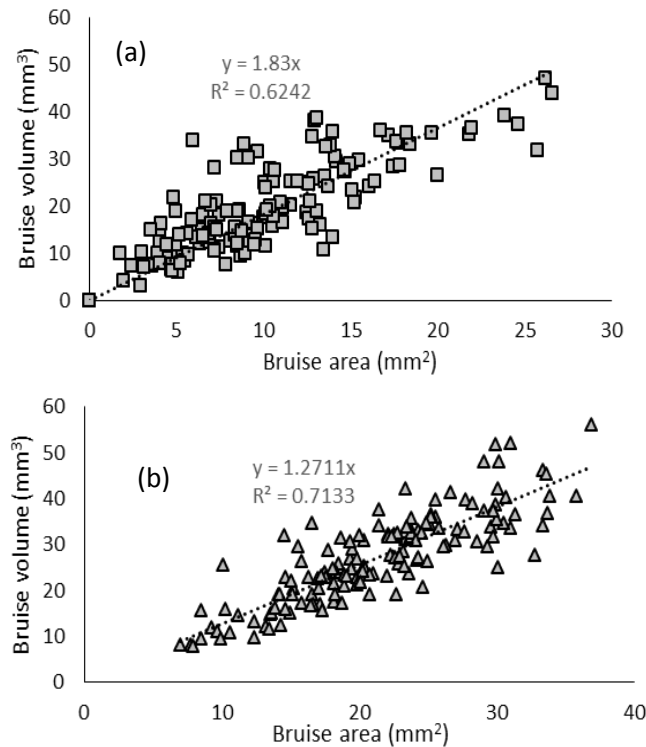 60
(a)
y = 1.83x
R² = 0.6242
50
40
30
20
10
0
Bruise volume (mm³)
0 5 10 15 20 25 30
Bruise area (mm²)
60
(b)
y = 1.2711x
R² = 0.7133
50
40
30
20
10
0
Bruise volume (mm³)
0 10 20 30 40
Bruise area (mm²)